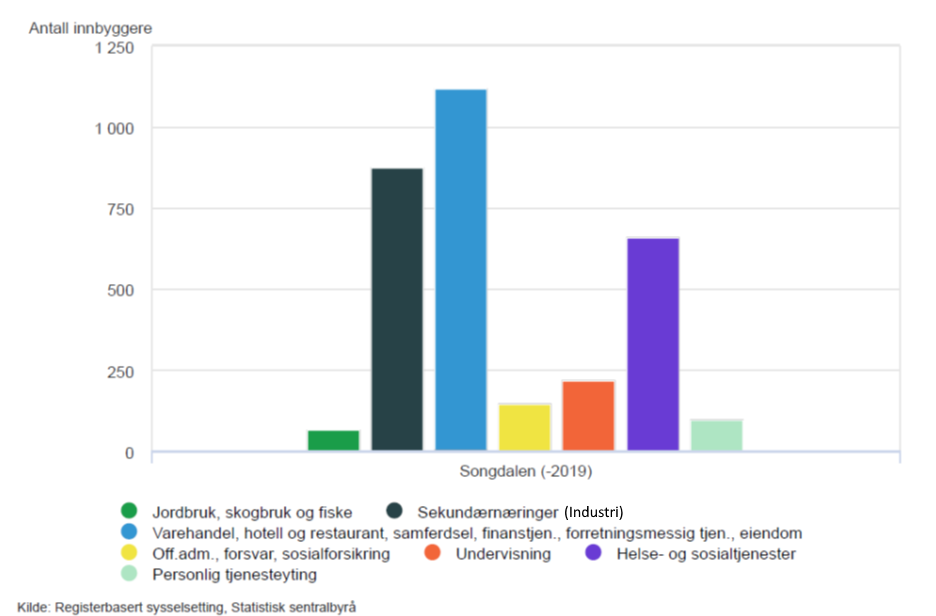 Antall innbyggere
1 250
1 000
750
500
250
0
Songdalen (-2019)
Jordbruk, skogbruk og fiske Sekundærnæringer (Industri)
Varehandel, hotell og restaurant, samferdsel, finanstjen., forretningsmessig tjen., eiendom
Off.adm., forsvar, sosialforsikring Undervisning Helse- og sosialtjenester
Personlig tjenesteyting
Kilde: Registerbasert sysselsetting, Statistisk sentralbyrå